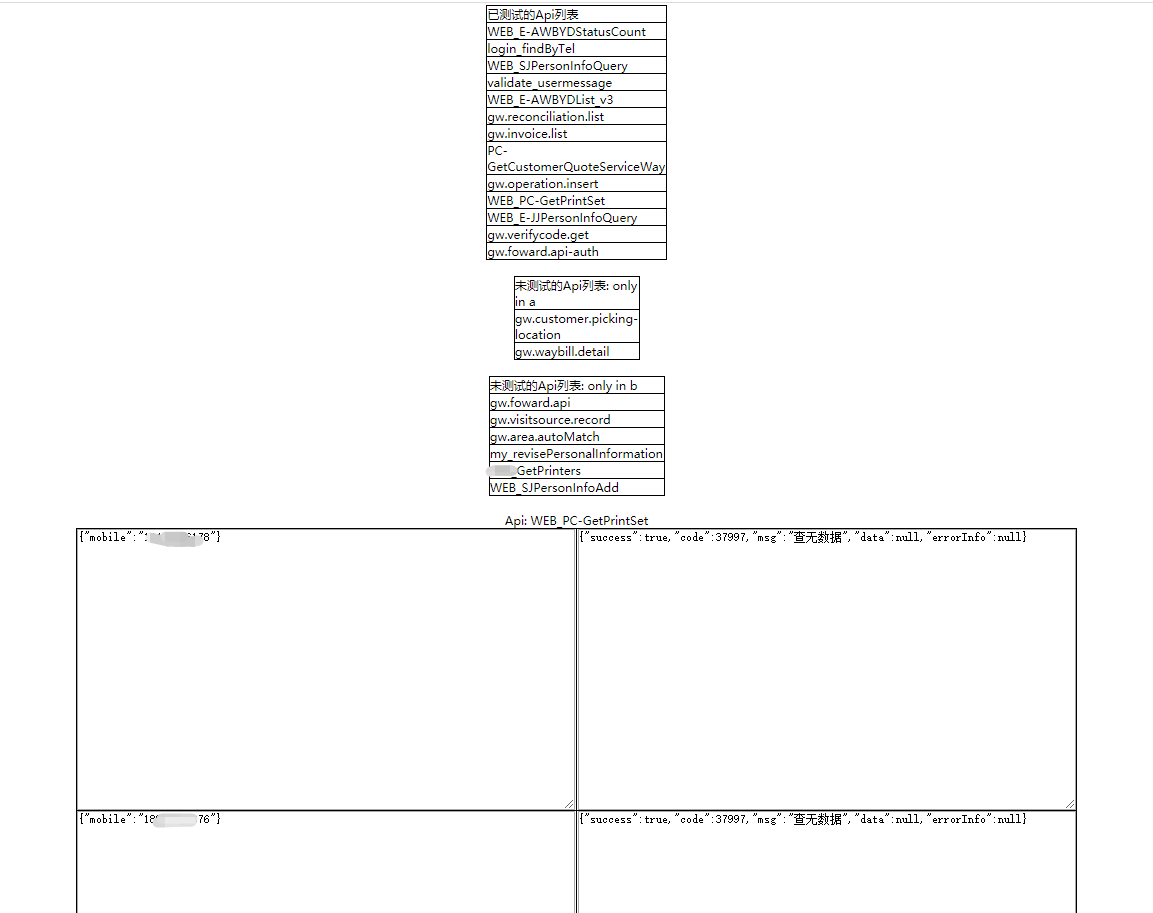 已测试的Api列表
WEB_E-AWBYDStatusCount
login_findByTel
WEB_SJPersonInfoQuery
validate_usermessage
WEB_E-AWBYDList_v3
gw.reconciliation.list
gw.invoice.list
PC-
GetCustomerQuoteServiceWay
gw.operation.insert
WEB_PC-GetPrintSet
WEB_E-JJPersonInfoQuery
gw.verifycode.get
gw.foward.api-auth
未测试的Api列表: only
in a
gw.customer.picking-
location
gw.waybill.detail
未测试的Api列表: only in b
gw.foward.api
gw.visitsource.record
gw.area.autoMatch
my_revisePersonalInformation
_GetPrinters
WEB_SJPersonInfoAdd
Api: WEB_PC-GetPrintSet
{"mobile":" 78"}
{"success":true,"code":37997,"msg":"查无数据","data":null,"errorInfo":null}
{"mobile":"18 76"}
{"success":true,"code":37997,"msg":"查无数据","data":null,"errorInfo":null}